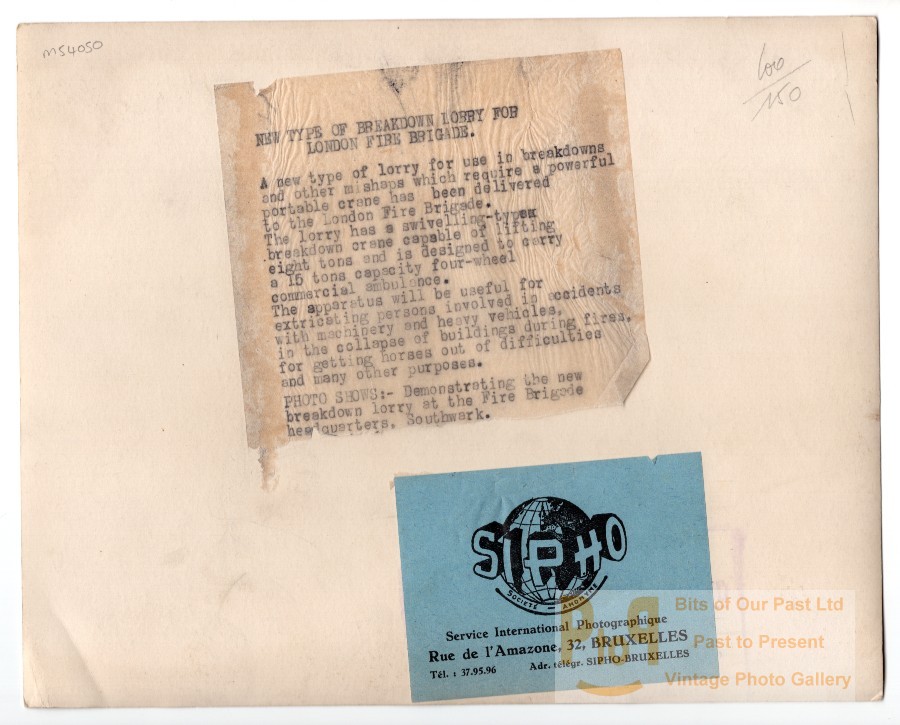 m54050
600
150
NEW TYPE OF BREAKDOWN LORRY FOR
LONDON FIRE BRIGADE.
A new type of lorry for use in breakdowns
and other mishaps which require a powerful
portable crane has been delivered
to the London Fire Brigade.
The lorry has a swivelling-typex
breakdown crane capable of lifting
eight tons and is designed to carry
a 15 tons capacity four-wheel
commercial ambulance.
The apparatus will be useful for
extricating persons involved in accidents
with machinery and heavy vehicles,
in the collapse of buildings during fires,
for getting horses out of difficulties
and many other purposes.
PHOTO SHOWS:- Demonstrating the new
breakdown lorry at the Fire Brigade
headquarters, Southwark.
SIPHO
SOCIÉTÉ ANONYME
Service International Photographique
Rue de l'Amazone, 32, BRUXELLES
Tél. : 37.95.96 Adr. télégr. SIPHO-BRUXELLES
PnP
Bits of Our Past Ltd
Past to Present
Vintage Photo Gallery